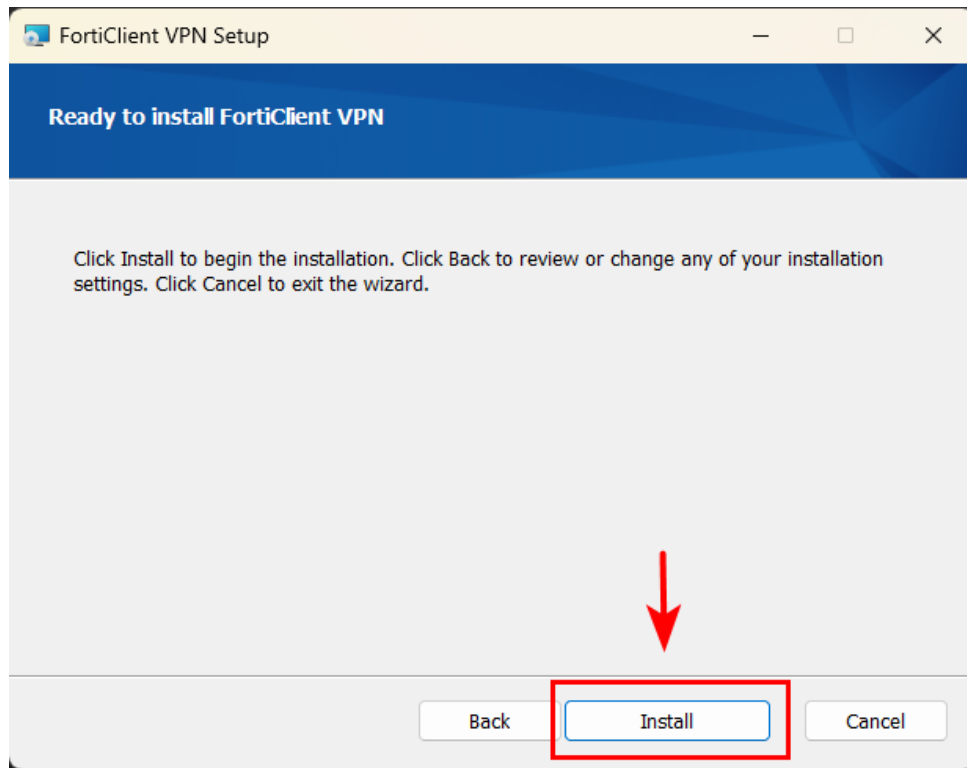 FortiClient VPN Setup
Ready to install FortiClient VPN
Click Install to begin the installation. Click Back to review or change any of your installation
settings. Click Cancel to exit the wizard.
Back Install Cancel